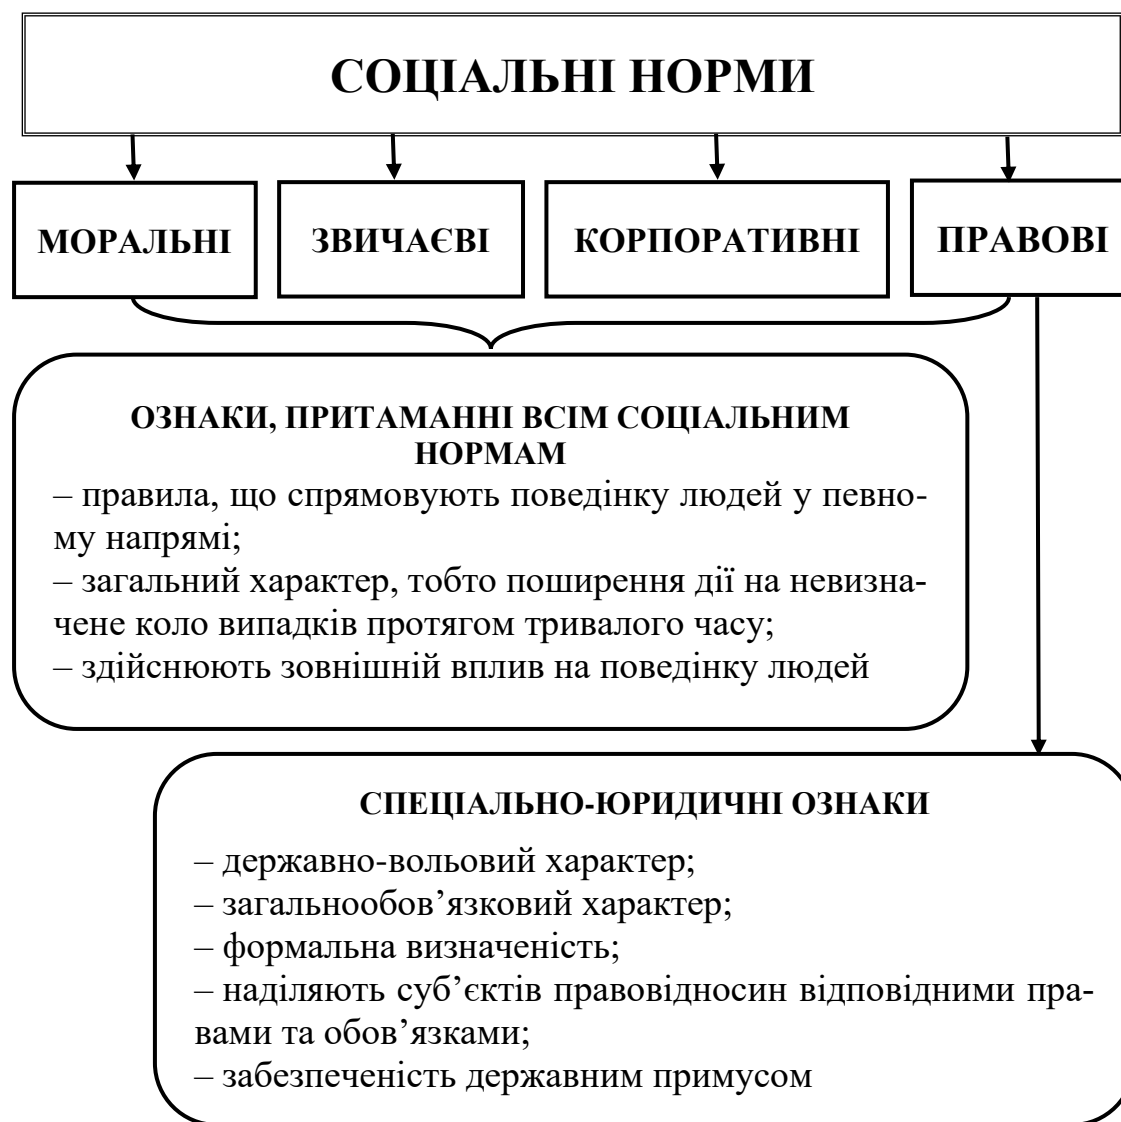 СОЦІАЛЬНІ НОРМИ
МОРАЛЬНІ
ЗВИЧАЄВІ
КОРПОРАТИВНІ
ПРАВОВІ
ОЗНАКИ, ПРИТАМАННІ ВСІМ СОЦІАЛЬНИМ
НОРМАМ
– правила, що спрямовують поведінку людей у певно-
му напрямі;
– загальний характер, тобто поширення дії на невизна-
чене коло випадків протягом тривалого часу;
– здійснюють зовнішній вплив на поведінку людей
СПЕЦІАЛЬНО-ЮРИДИЧНІ ОЗНАКИ
– державно-вольовий характер;
– загальнообов’язковий характер;
– формальна визначеність;
– наділяють суб’єктів правовідносин відповідними пра-
вами та обов’язками;
– забезпеченість державним примусом